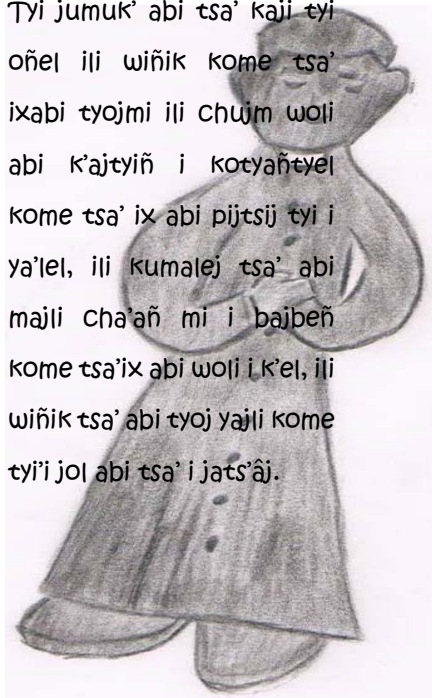 Tyi jumuk' abi tsa' kaji tyi
oñel ili wiñik kome tsa'
ixabi tyojmi ili chujm woli
abi k'ajtyiñ i kotyañtyel
kome tsa' ix abi pijtsij tyi i
ya'lel, ili kumalej tsa' abi
majli cha'añ mi i bajbeñ
kome tsa'ix abi woli i k'el, ili
wiñik tsa' abi tyoj yajli kome
tyi'i jol abi tsa' i jats'âj.